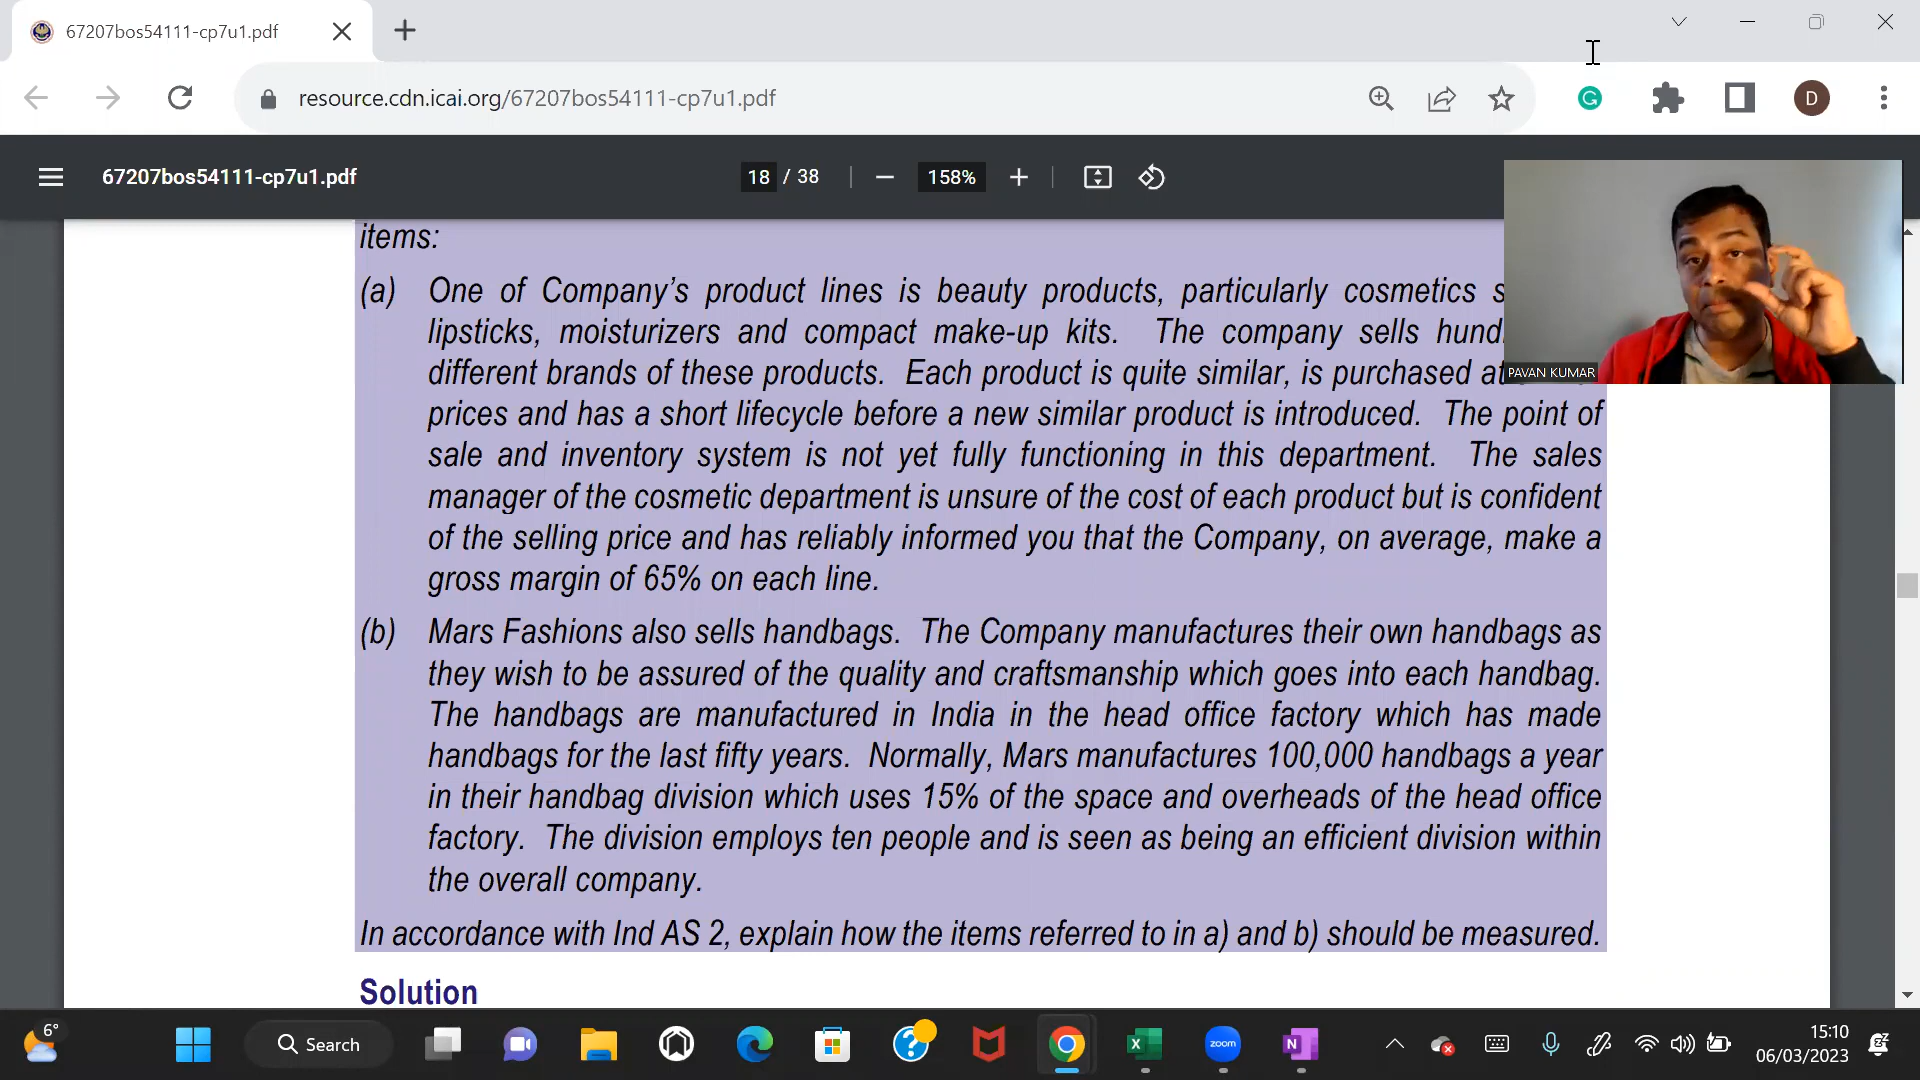 67207bos54111-cp7u1.pdf
resource.cdn.icai.org/67207bos54111-cp7u1.pdf
D
67207bos54111-cp7u1.pdf
18 / 38
158%
PAVAN KUMAR
items:
(a) One of Company's product lines is beauty products, particularly cosmetics
lipsticks, moisturizers and compact make-up kits. The company sells
different brands of these products. Each product is quite similar, is purchased at
prices and has a short lifecycle before a new similar product is introduced. The point of
sale and inventory system is not yet fully functioning in this department. The sales
manager of the cosmetic department is unsure of the cost of each product but is confident
of the selling price and has reliably informed you that the Company, on average, make a
gross margin of 65% on each line.
(b) Mars Fashions also sells handbags. The Company manufactures their own handbags as
they wish to be assured of the quality and craftsmanship which goes into each handbag.
The handbags are manufactured in India in the head office factory which has made
handbags for the last fifty years. Normally, Mars manufactures 100,000 handbags a year
in their handbag division which uses 15% of the space and overheads of the head office
factory. The division employs ten people and is seen as being an efficient division within
the overall company.
In accordance with Ind AS 2, explain how the items referred to in a) and b) should be measured.
Solution
6°
Search
zoom
15:10
06/03/2023